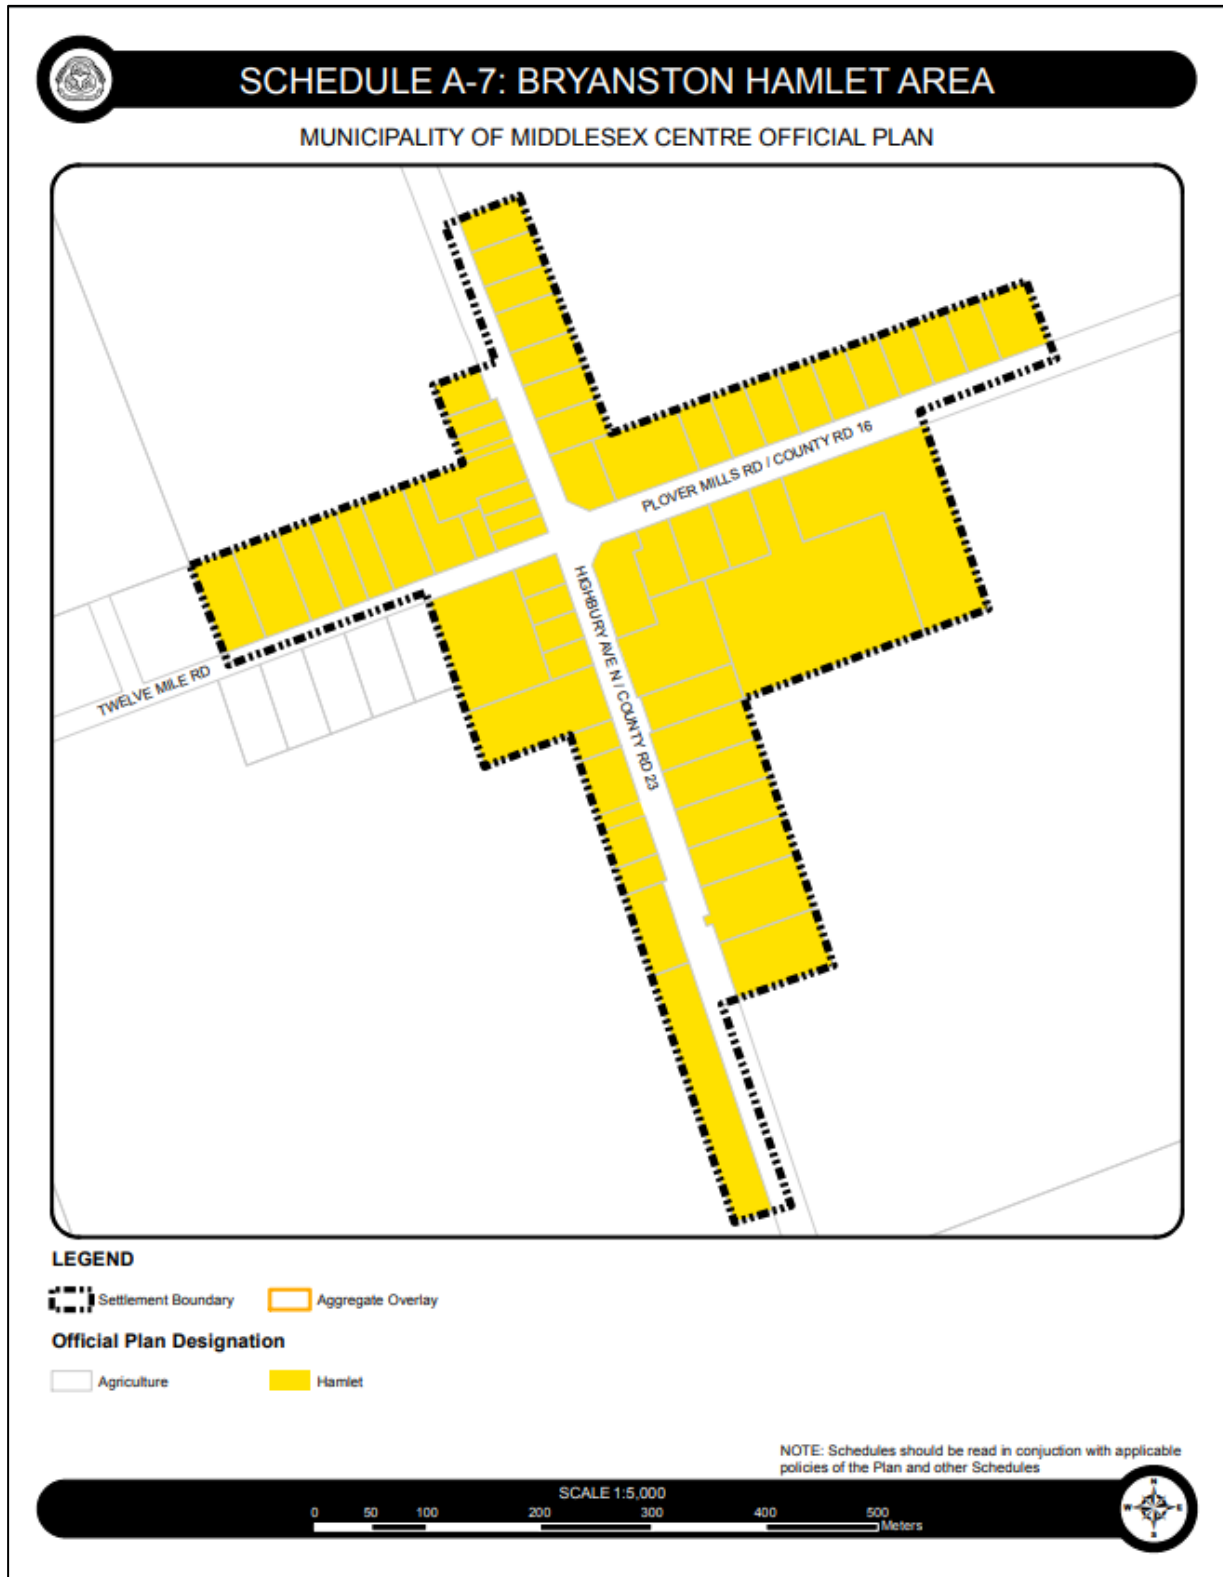 SCHEDULE A-7: BRYANSTON HAMLET AREA
MUNICIPALITY OF MIDDLESEX CENTRE OFFICIAL PLAN
PLOVER MILLS RD / COUNTY RD 16
HIGHBURY AVE N / COUNTY RD 23
TWELVE MILE RD
LEGEND
Settlement Boundary
Aggregate Overlay
Official Plan Designation
Agriculture
Hamlet
NOTE: Schedules should be read in conjuction with applicable
policies of the Plan and other Schedules
SCALE 1:5,000
0 50 100 200 300 400 500
Meters
N
W E
S